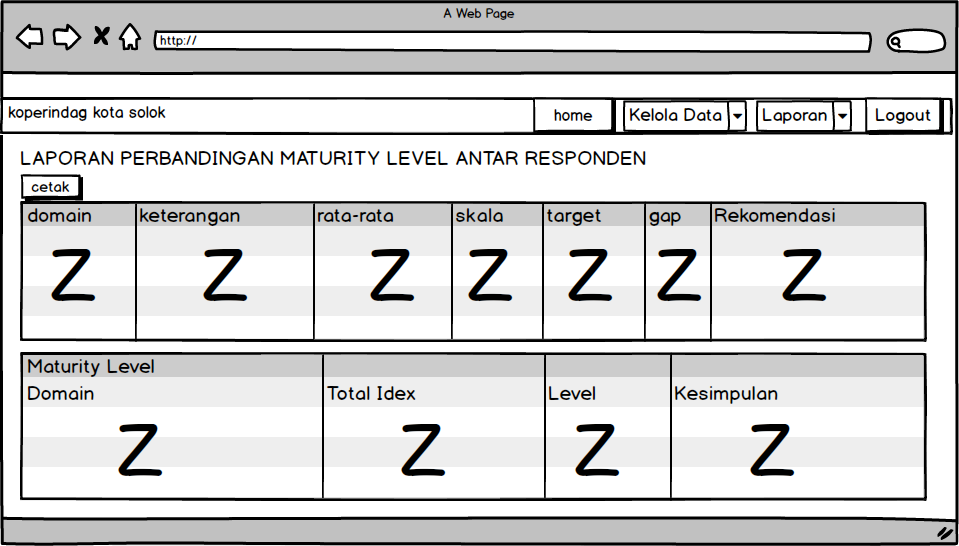 A Web Page
http://
koperindag kota solok home Kelola Data Laporan Logout
LAPORAN PERBANDINGAN MATURITY LEVEL ANTAR RESPONDEN
cetak
domain keterangan rata-rata skala target gap Rekomendasi
Z Z Z Z Z Z Z
Maturity Level
Domain Total Idex Level Kesimpulan
Z Z Z Z